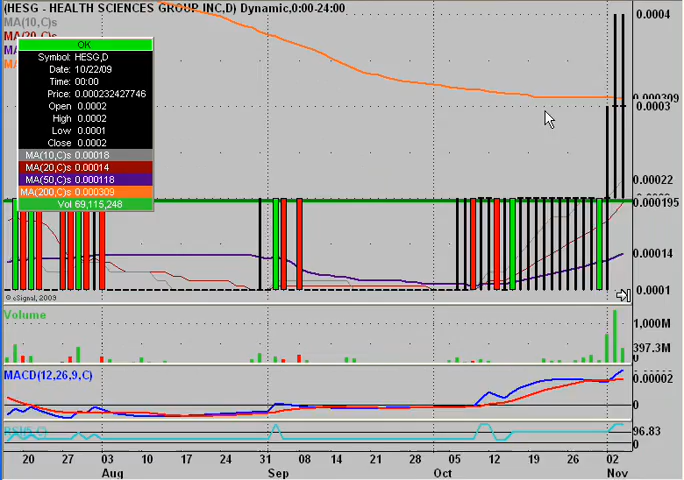 (HESG - HEALTH SCIENCES GROUP INC,D) Dynamic,0:00-24:00
MA(10,C)s
MA(20,C)s
OK
Symbol: HESG,D
Date: 10/22/09
Time: 00:00
Price: 0.000232427746
Open 0.0002
High 0.0002
Low 0.0001
Close 0.0002
MA(10,C)s 0.00018
MA(20,C)s 0.00014
MA(50,C)s 0.000118
MA(200,C)s 0.000309
Vol 69,115,248
0.0004
0.000309
0.00022
0.000195
0.00014
0.0001
© eSignal, 2009
Volume
1,000M
397.3M
MACD(12,26,9,C)
0.00002
0
96.83
0
20 27 03 10 17 24 31 08 14 21 28 05 12 19 26 02
Aug Sep Oct Nov